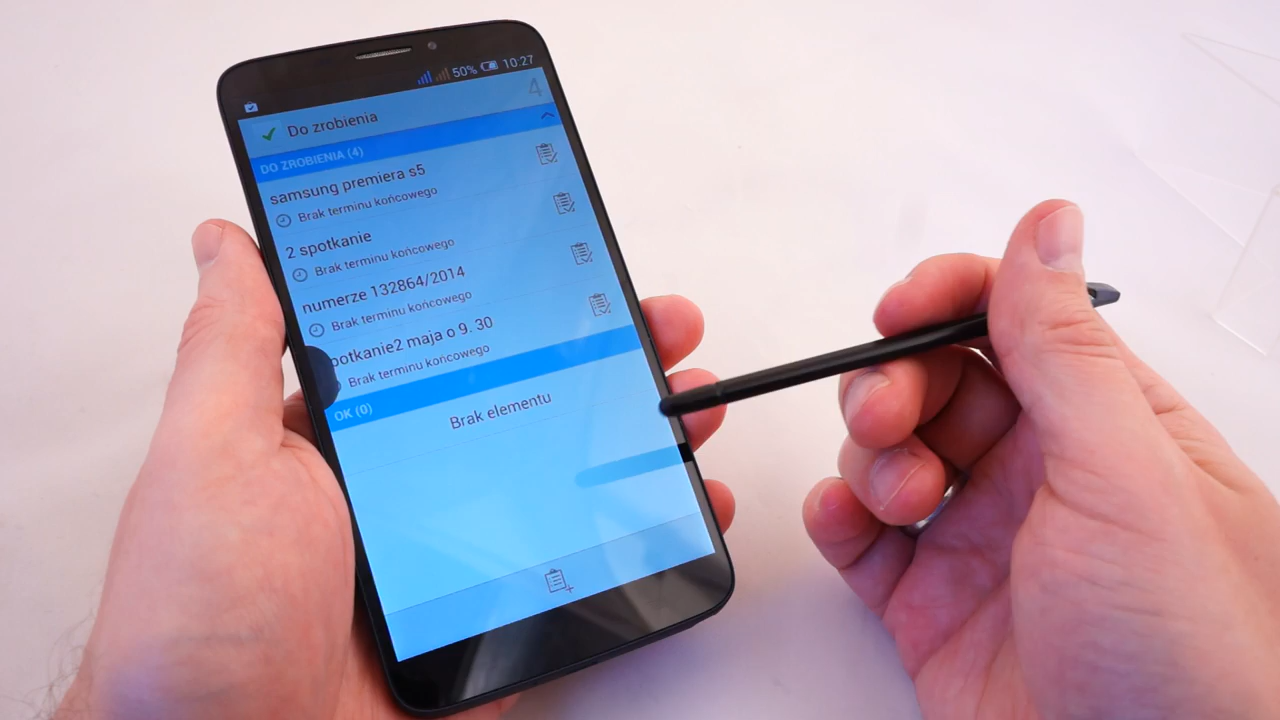 50% 10:27
4
Do zrobienia
DO ZROBIENIA (4)
samsung premiera s5
Brak terminu końcowego
2 spotkanie
Brak terminu końcowego
numerze 132864/2014
Brak terminu końcowego
potkanie2 maja o 9. 30
Brak terminu końcowego
OK (0)
Brak elementu